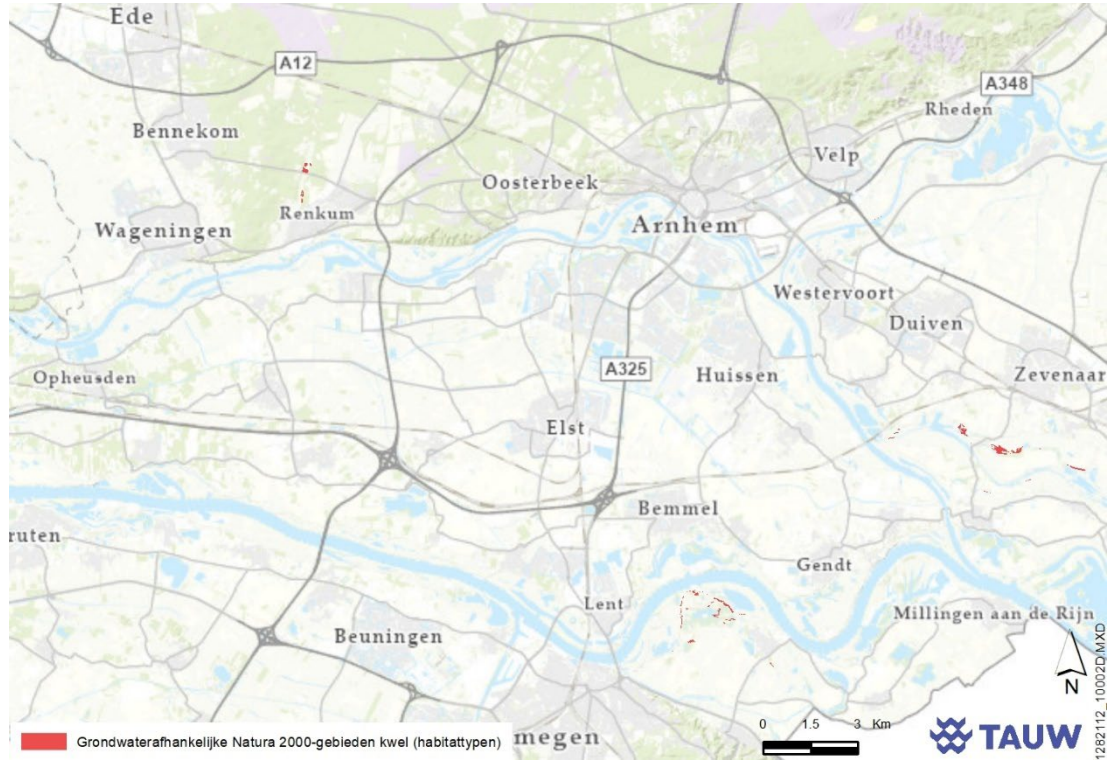 Ede
A12
A348
Rheden
Bennekom
Velp
Oosterbeek
Renkum
Wageningen
Arnhem
Westervoort
Duiven
A325
Opheusden
Huissen
Zevenaar
Elst
Bemmel
ruten
Gendt
Lent
Millingen aan de Rijn
Beuningen
N
0 1.5 3 Km
Grondwaterafhankelijke Natura 2000-gebieden kwel (habitattypen)
megen
TAUW
1282112_10002D.MXD